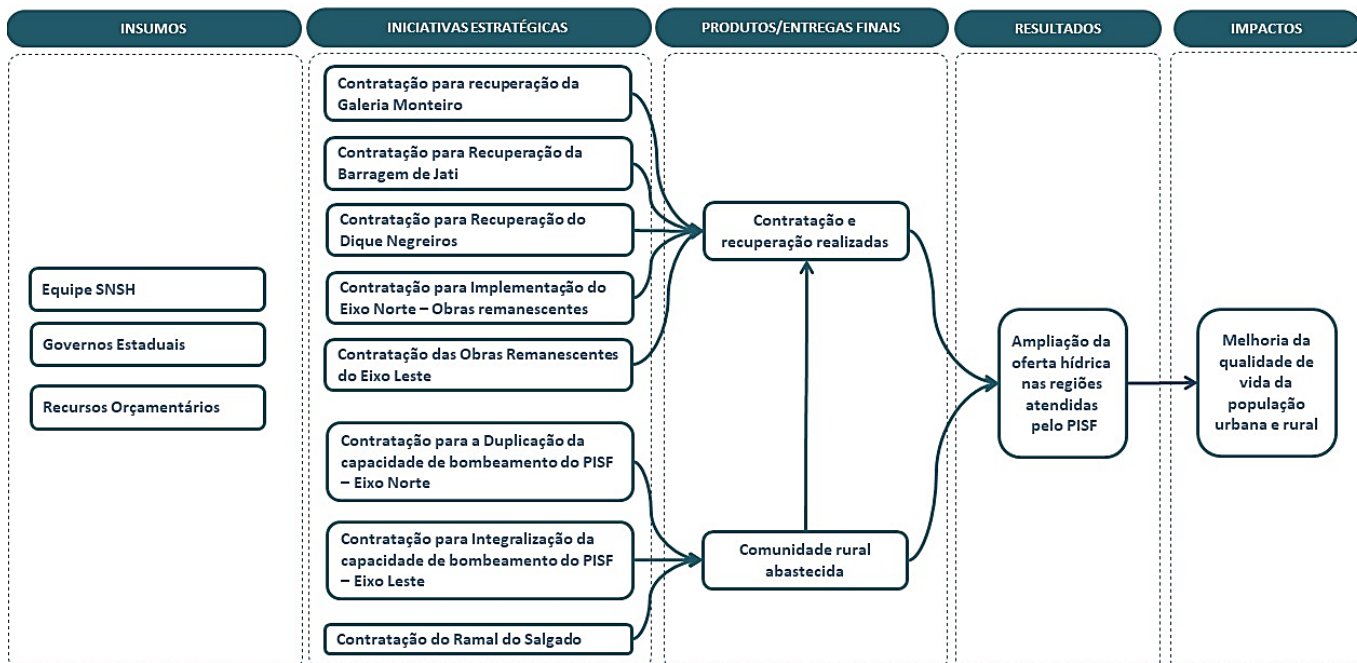 INSUMOS
INICIATIVAS ESTRATÉGICAS
PRODUTOS/ENTREGAS FINAIS
RESULTADOS
IMPACTOS
Equipe SNSH
Governos Estaduais
Recursos Orçamentários
Contratação para recuperação da
Galeria Monteiro
Contratação para Recuperação da
Barragem de Jati
Contratação para Recuperação do
Dique Negreiros
Contratação para Implementação do
Eixo Norte – Obras remanescentes
Contratação das Obras Remanescentes
do Eixo Leste
Contratação para a Duplicação da
capacidade de bombeamento do PISF
– Eixo Norte
Contratação para Integralização da
capacidade de bombeamento do PISF
– Eixo Leste
Contratação do Ramal do Salgado
Contratação e
recuperação realizadas
Comunidade rural
abastecida
Ampliação da
oferta hídrica
nas regiões
atendidas
pelo PISF
Melhoria da
qualidade de
vida da
população
urbana e rural